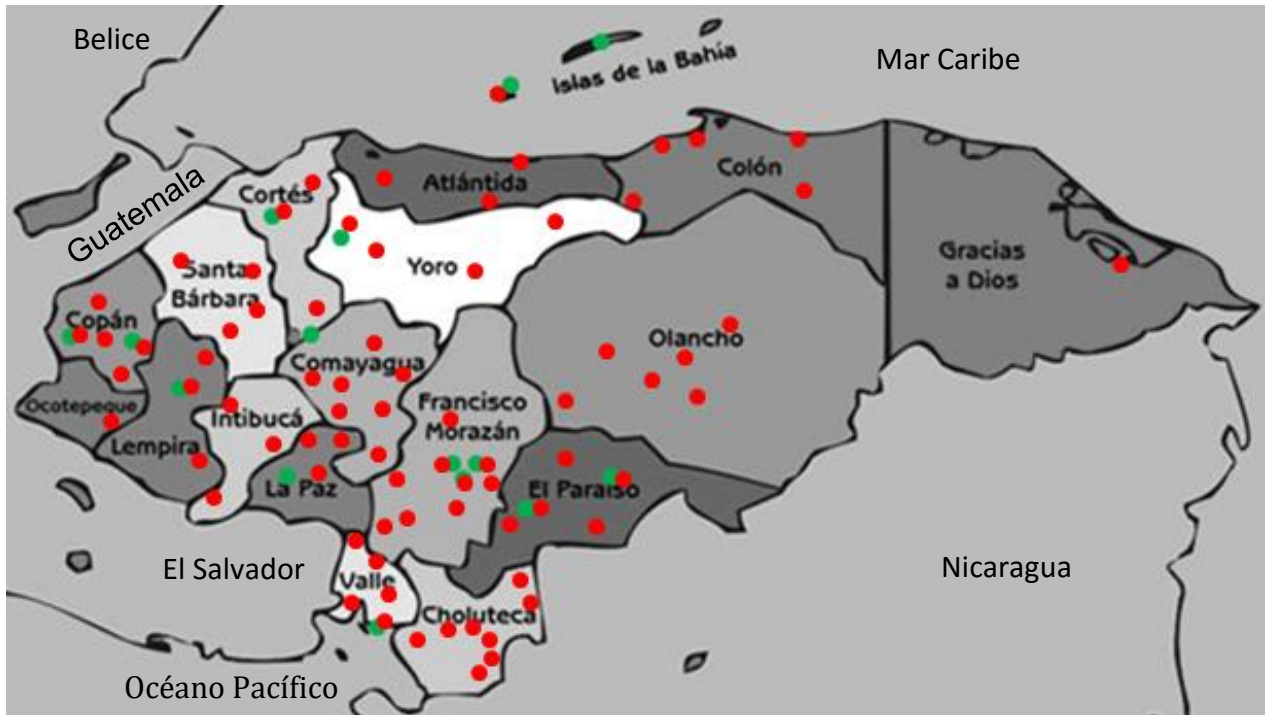 Belice
Mar Caribe
Islas de la Bahía
Guatemala
Cortés
Atlántida
Colón
Santa
Bárbara
Yoro
Gracias
a Dios
Copán
Comayagua
Olancho
Ocotepeque
Intibucá
Francisco
Morazán
Lempira
La Paz
El Paraíso
El Salvador
Valle
Nicaragua
Choluteca
Océano Pacífico